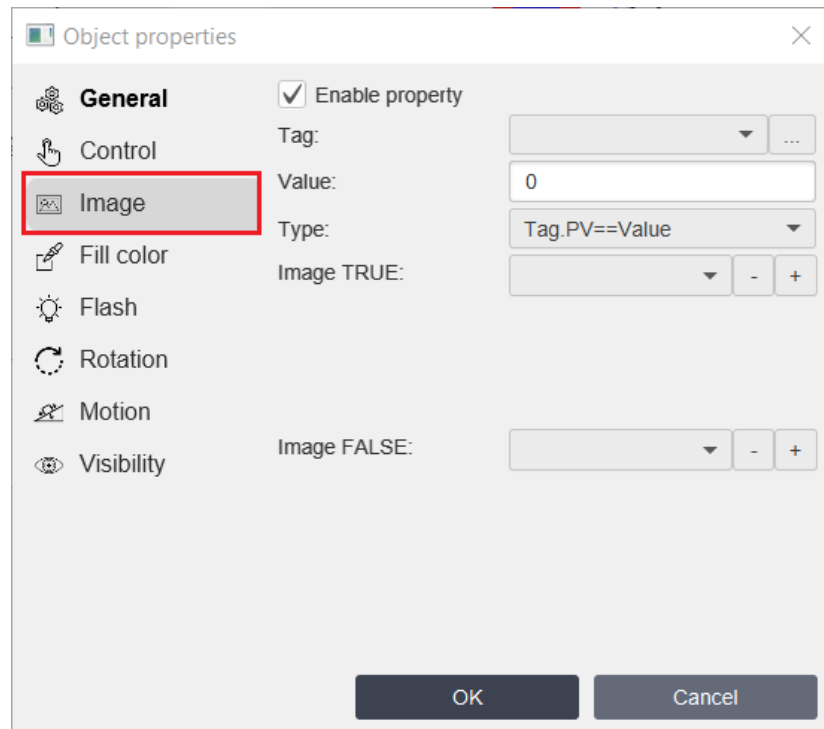 Object properties
General
Control
Image
Fill color
Flash
Rotation
Motion
Visibility
Enable property
Tag:
...
Value:
0
Type:
Tag.PV==Value
Image TRUE:
- +
Image FALSE:
- +
OK
Cancel